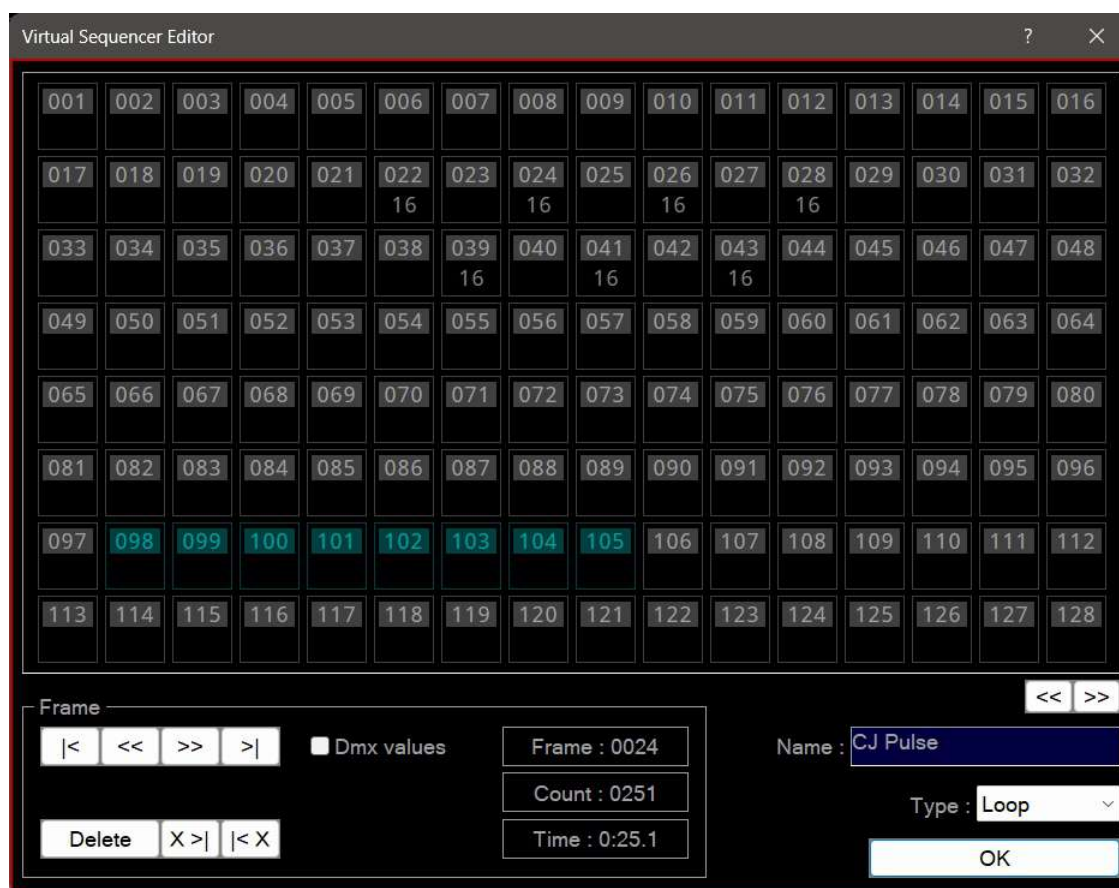 Virtual Sequencer Editor ? ×
001 002 003 004 005 006 007 008 009 010 011 012 013 014 015 016
017 018 019 020 021 022 023 024 025 026 027 028 029 030 031 032
16 16 16 16
033 034 035 036 037 038 039 040 041 042 043 044 045 046 047 048
16 16 16
049 050 051 052 053 054 055 056 057 058 059 060 061 062 063 064
065 066 067 068 069 070 071 072 073 074 075 076 077 078 079 080
081 082 083 084 085 086 087 088 089 090 091 092 093 094 095 096
097 098 099 100 101 102 103 104 105 106 107 108 109 110 111 112
113 114 115 116 117 118 119 120 121 122 123 124 125 126 127 128
<< >>
Frame
|< << >> >| Dmx values Frame : 0024 Name : CJ Pulse
Count : 0251 Type : Loop
Delete X >| |< X Time : 0:25.1 OK